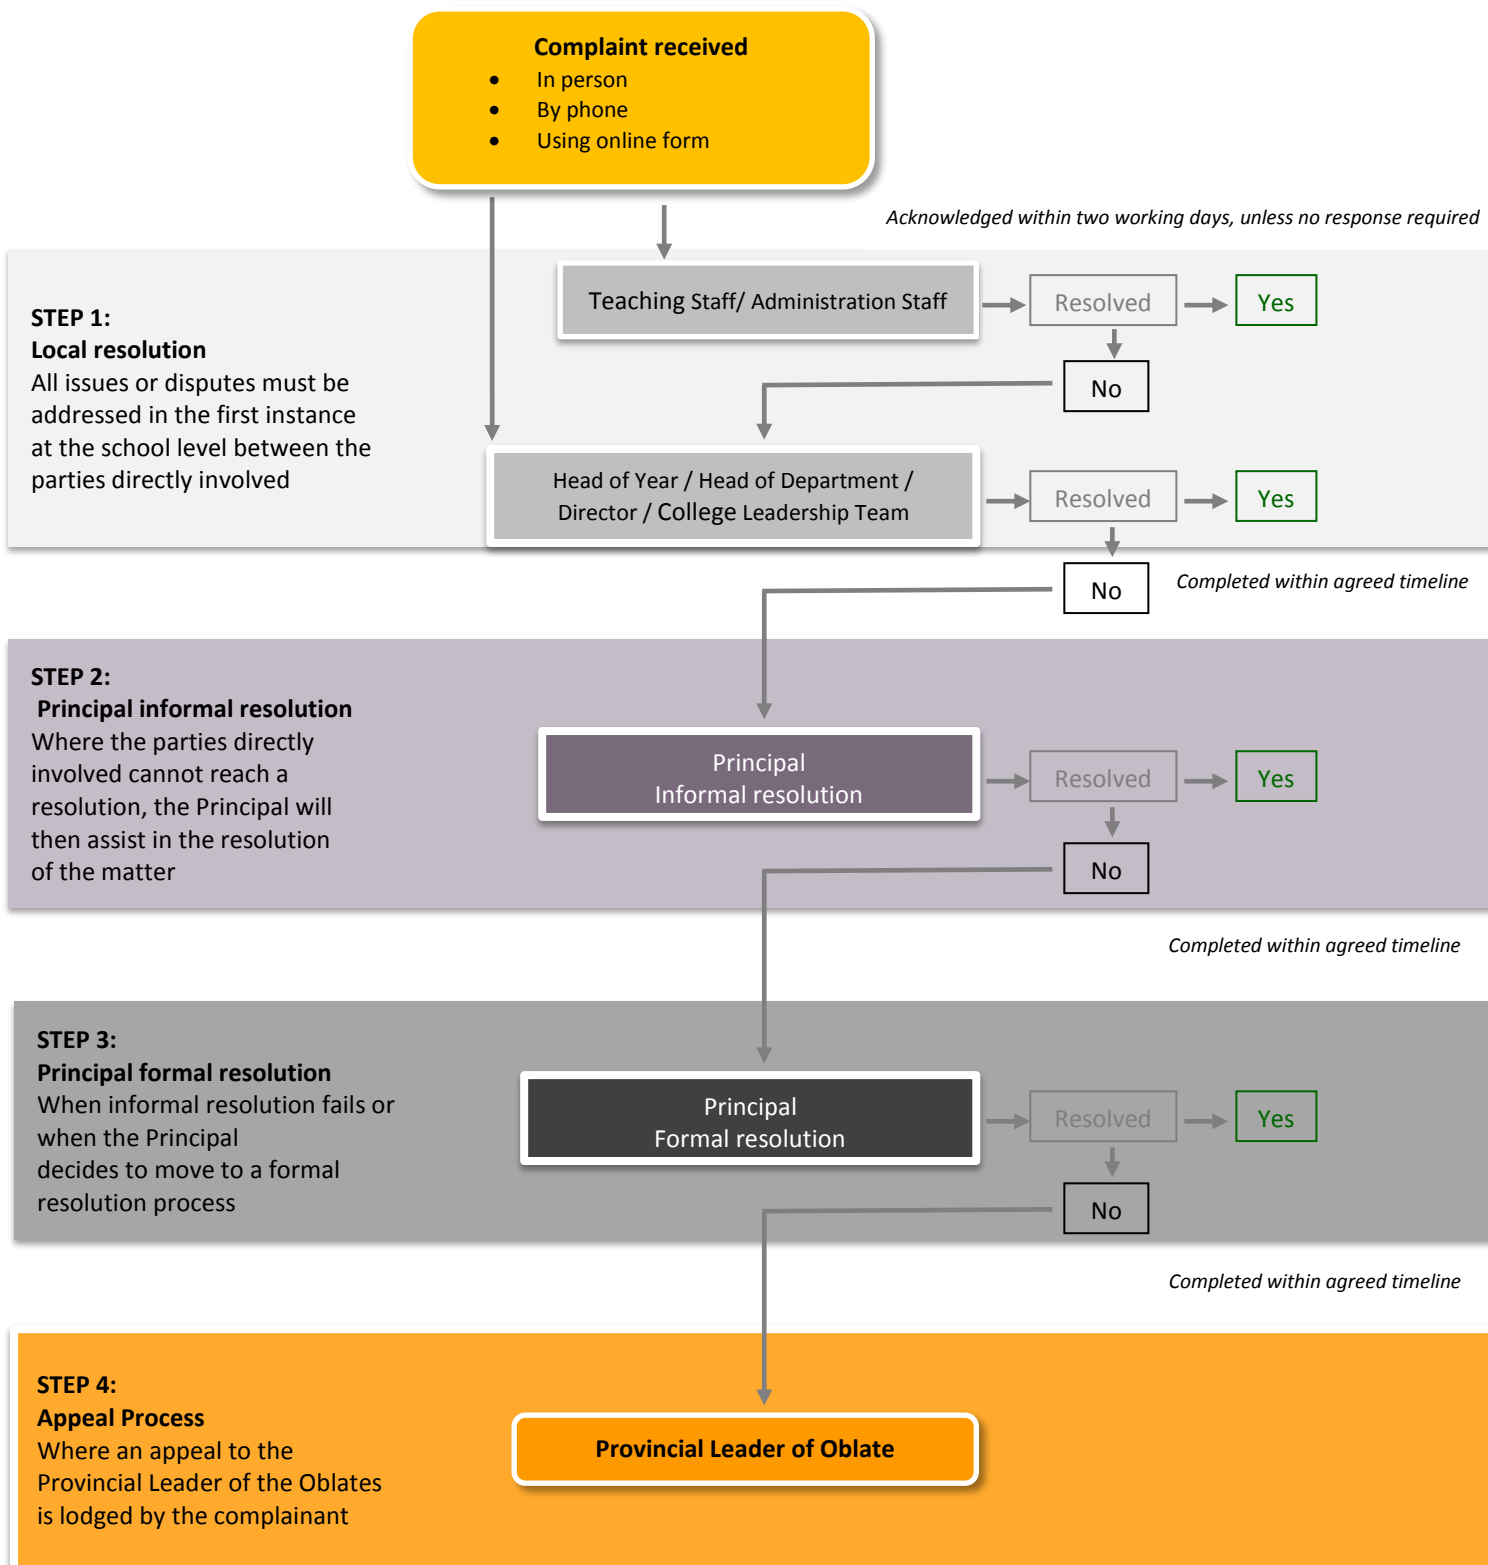 Complaint received
• In person
• By phone
• Using online form
Acknowledged within two working days, unless no response required
STEP 1:
Local resolution
All issues or disputes must be
addressed in the first instance
at the school level between the
parties directly involved
Teaching Staff/ Administration Staff
Resolved
Yes
No
Head of Year / Head of Department /
Director / College Leadership Team
Resolved
Yes
No
Completed within agreed timeline
STEP 2:
Principal informal resolution
Where the parties directly
involved cannot reach a
resolution, the Principal will
then assist in the resolution
of the matter
Principal
Informal resolution
Resolved
Yes
No
Completed within agreed timeline
STEP 3:
Principal formal resolution
When informal resolution fails or
when the Principal
decides to move to a formal
resolution process
Principal
Formal resolution
Resolved
Yes
No
Completed within agreed timeline
STEP 4:
Appeal Process
Where an appeal to the
Provincial Leader of the Oblates
is lodged by the complainant
Provincial Leader of Oblate